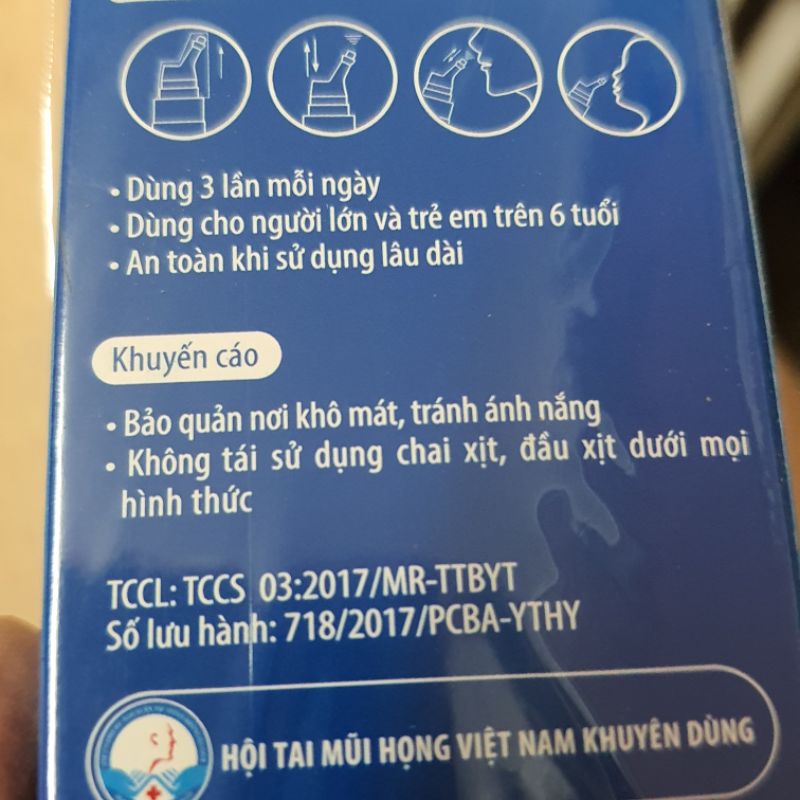 • Dùng 3 lần mỗi ngày
• Dùng cho người lớn và trẻ em trên 6 tuổi
• An toàn khi sử dụng lâu dài
Khuyến cáo
• Bảo quản nơi khô mát, tránh ánh nắng
• Không tái sử dụng chai xịt, đầu xịt dưới mọi
hình thức
TCCL: TCCS 03:2017/MR-TTBYT
Số lưu hành: 718/2017/PCBA-YTHY
HỘI TAI MŨI HỌNG VIỆT NAM KHUYÊN DÙNG